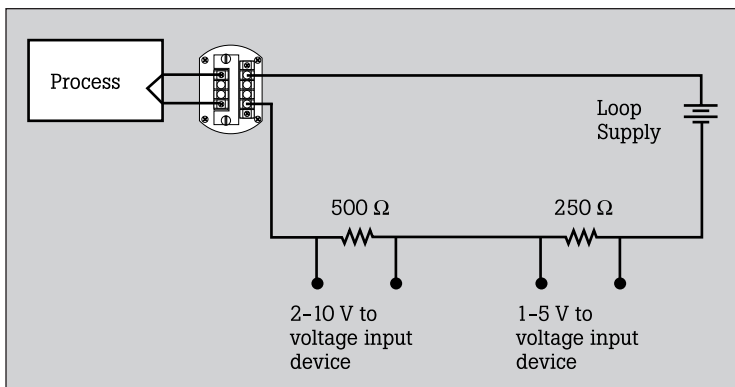 Process
Loop
Supply
500 Ω
250 Ω
2–10 V to
voltage input
device
1–5 V to
voltage input
device